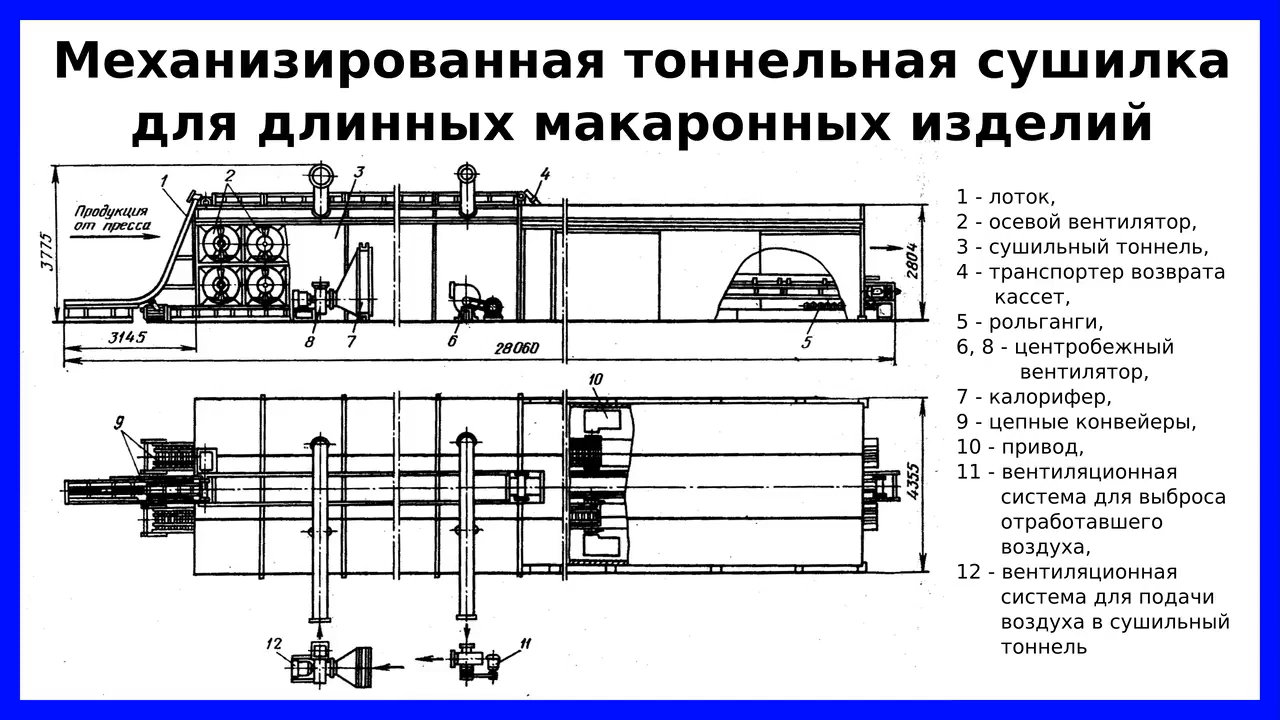 Механизированная тоннельная сушилка
для длинных макаронных изделий
1
2
3
4
Продукция
от пресса
3775
2804
3145
8
7
6
28060
5
1 - лоток,
2 - осевой вентилятор,
3 - сушильный тоннель,
4 - транспортер возврата
кассет,
5 - рольганги,
6, 8 - центробежный
вентилятор,
7 - калорифер,
9 - цепные конвейеры,
10 - привод,
11 - вентиляционная
система для выброса
отработавшего
воздуха,
12 - вентиляционная
система для подачи
воздуха в сушильный
тоннель
10
9
4355
12
11